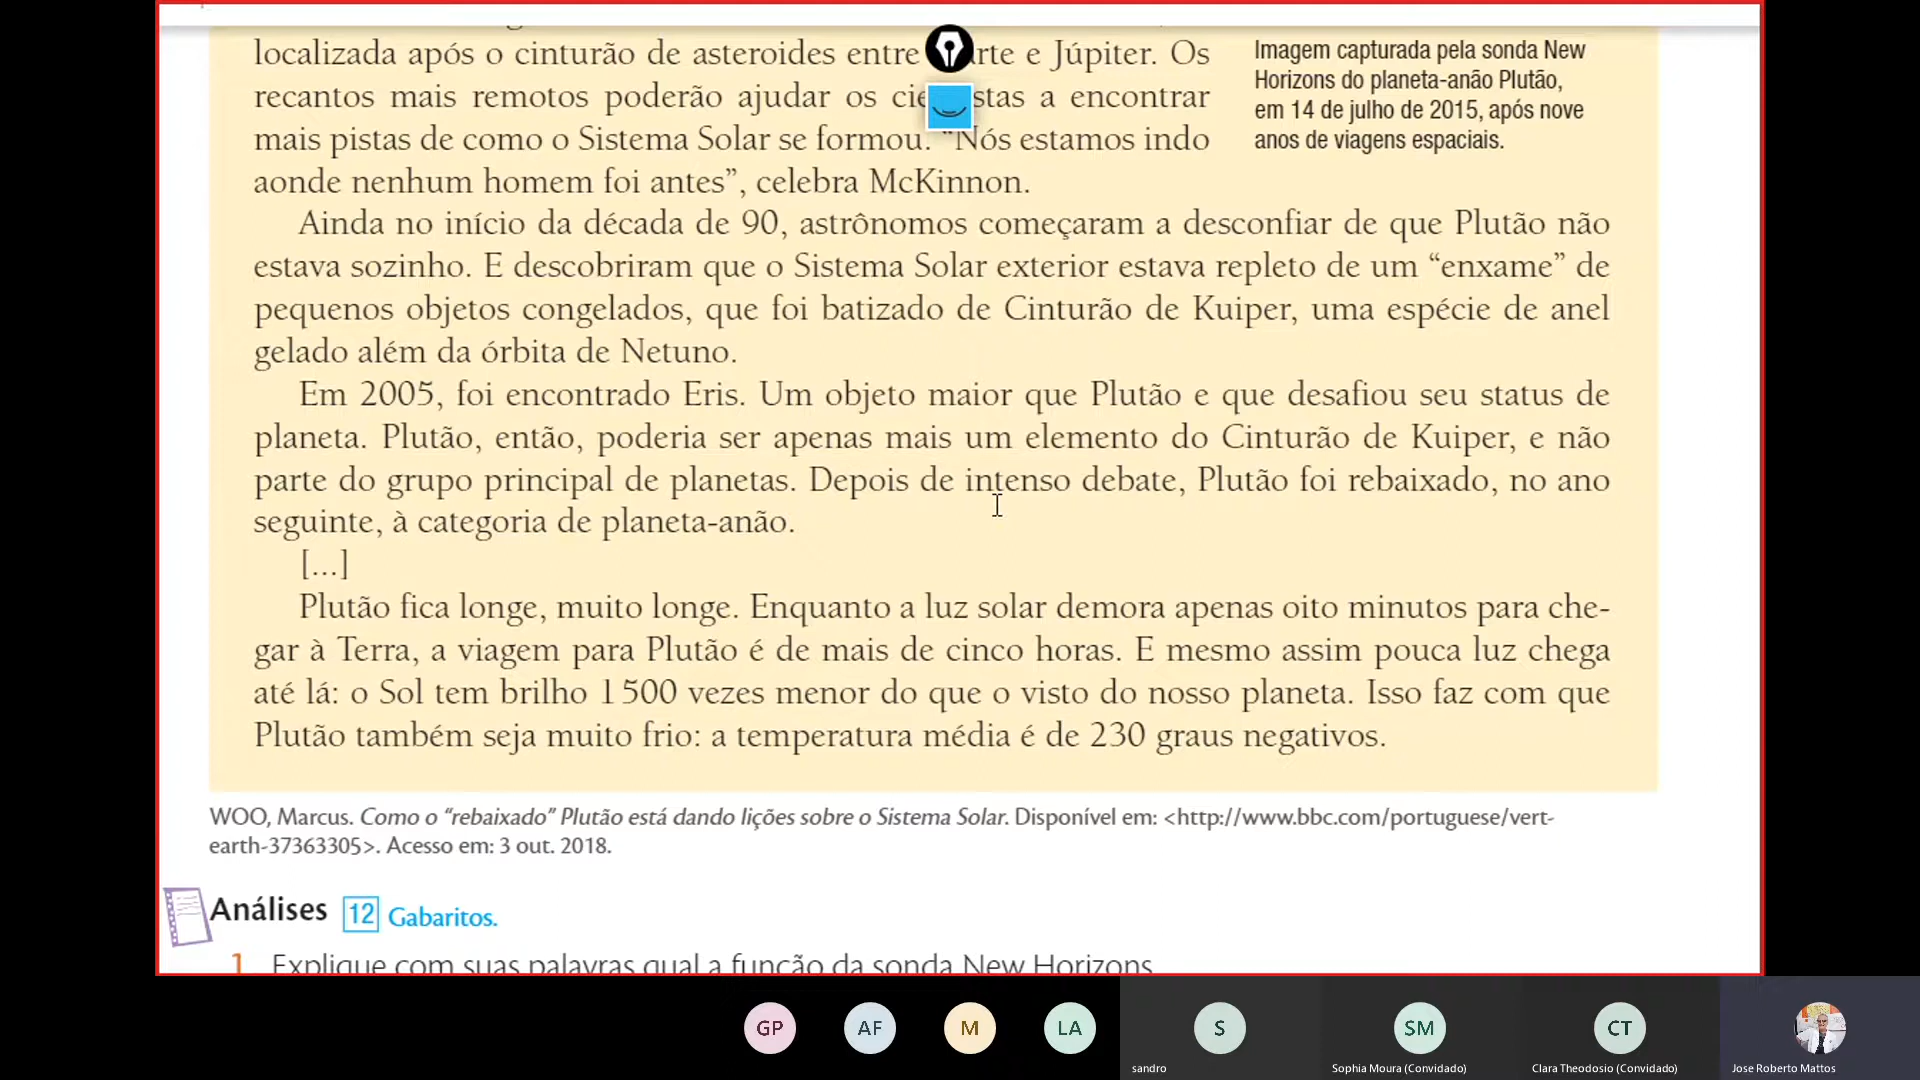 localizada após o cinturão de asteroides entre rte e Júpiter. Os
recantos mais remotos poderão ajudar os cie stas a encontrar
mais pistas de como o Sistema Solar se formou. “Nós estamos indo
aonde nenhum homem foi antes”, celebra McKinnon.
Imagem capturada pela sonda New
Horizons do planeta-anão Plutão,
em 14 de julho de 2015, após nove
anos de viagens espaciais.
Ainda no início da década de 90, astrônomos começaram a desconfiar de que Plutão não
estava sozinho. E descobriram que o Sistema Solar exterior estava repleto de um “enxame” de
pequenos objetos congelados, que foi batizado de Cinturão de Kuiper, uma espécie de anel
gelado além da órbita de Netuno.
Em 2005, foi encontrado Eris. Um objeto maior que Plutão e que desafiou seu status de
planeta. Plutão, então, poderia ser apenas mais um elemento do Cinturão de Kuiper, e não
parte do grupo principal de planetas. Depois de intenso debate, Plutão foi rebaixado, no ano
seguinte, à categoria de planeta-anão.
[...]
Plutão fica longe, muito longe. Enquanto a luz solar demora apenas oito minutos para che-
gar à Terra, a viagem para Plutão é de mais de cinco horas. E mesmo assim pouca luz chega
até lá: o Sol tem brilho 1 500 vezes menor do que o visto do nosso planeta. Isso faz com que
Plutão também seja muito frio: a temperatura média é de 230 graus negativos.
WOO, Marcus. Como o “rebaixado” Plutão está dando lições sobre o Sistema Solar. Disponível em: <http://www.bbc.com/portuguese/vert-
earth-37363305>. Acesso em: 3 out. 2018.
Análises 12 Gabaritos.
1 Explique com suas palavras qual a função da sonda New Horizons
GP AF M LA S SM CT
sandro Sophia Moura (Convidado) Clara Theodosio (Convidado) Jose Roberto Mattos